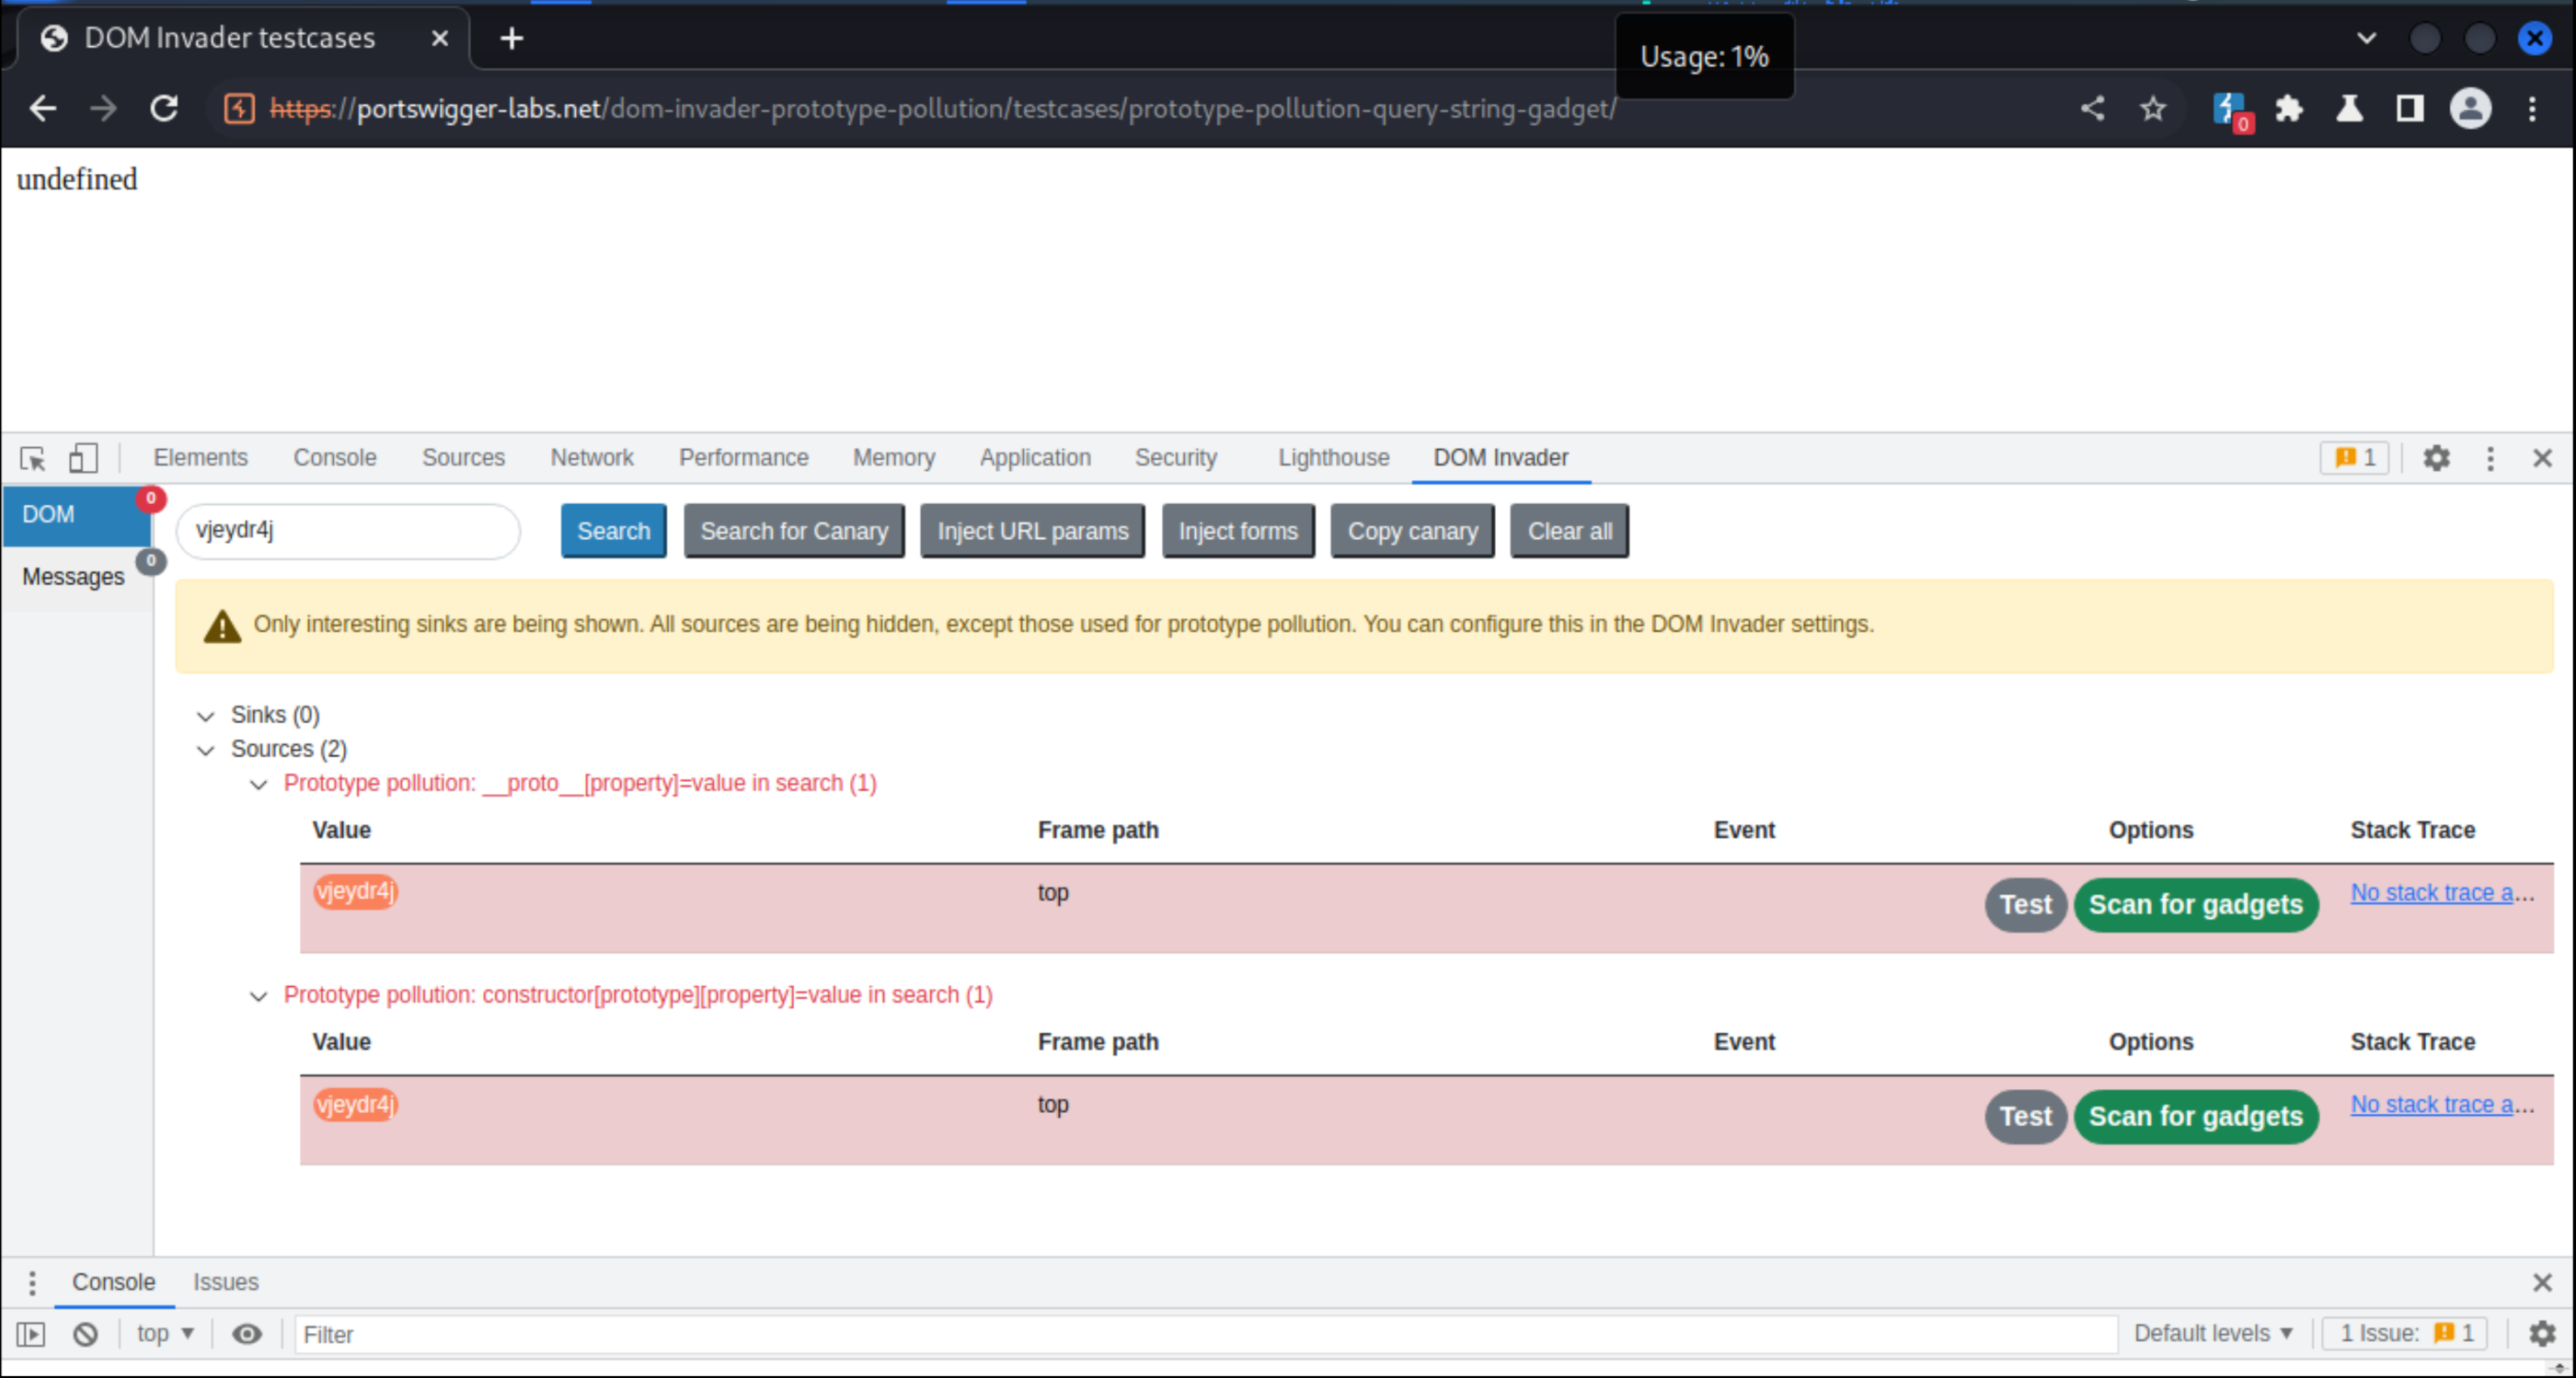 DOM Invader testcases
Usage: 1%
https://portswigger-labs.net/dom-invader-prototype-pollution/testcases/prototype-pollution-query-string-gadget/
0
undefined
Elements Console Sources Network Performance Memory Application Security Lighthouse DOM Invader 1
DOM 0
Messages 0
vjeydr4j Search Search for Canary Inject URL params Inject forms Copy canary Clear all
Only interesting sinks are being shown. All sources are being hidden, except those used for prototype pollution. You can configure this in the DOM Invader settings.
Sinks (0)
Sources (2)
Prototype pollution: __proto__[property]=value in search (1)
Value Frame path Event Options Stack Trace
vjeydr4j top Test Scan for gadgets No stack trace a...
Prototype pollution: constructor[prototype][property]=value in search (1)
Value Frame path Event Options Stack Trace
vjeydr4j top Test Scan for gadgets No stack trace a...
Console Issues
top Filter Default levels 1 Issue: 1